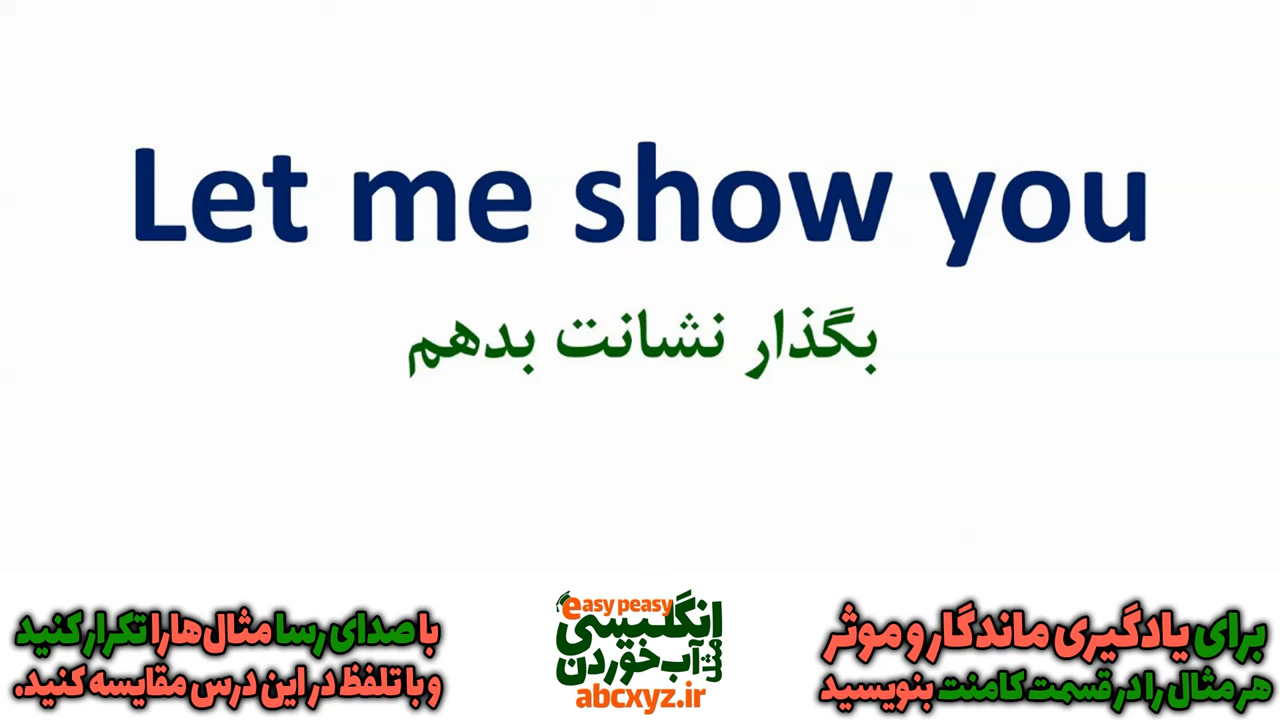 Let me show you
بگذار نشانت بدهم
برای یادگیری ماندگار و موثر
هر مثال را در قسمت کامنت بنویسید
easy peasy
انگلیسی
مثل آب خوردن
abcxyz.ir
با صدای رسا مثال‌ها را تکرار کنید
و با تلفظ در این درس مقایسه کنید.